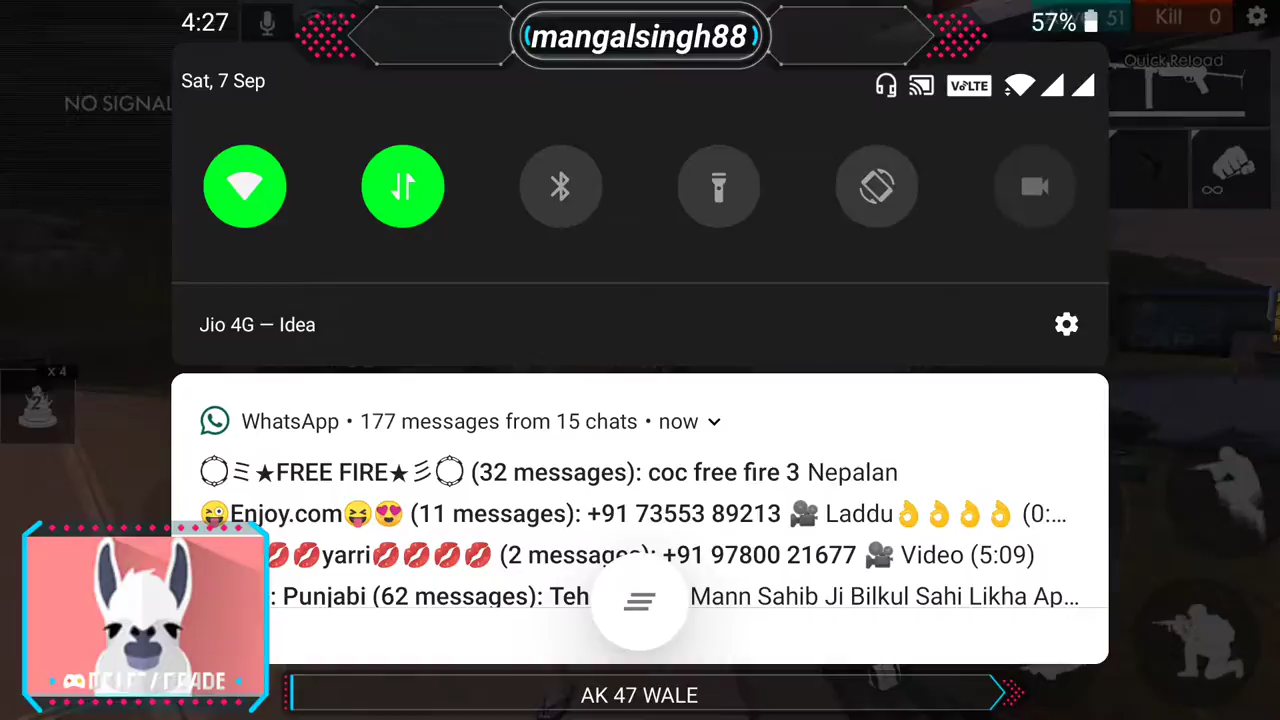 4:27
mangalsingh88
57%
51
Kill 0
Sat, 7 Sep
VoLTE
Quick Reload
NO SIGNAL
∞
Jio 4G — Idea
x 4
2
WhatsApp • 177 messages from 15 chats • now
★FREE FIRE★ (32 messages): coc free fire 3 Nepalan
😜Enjoy.com😝😍 (11 messages): +91 73553 89213 🎥 Laddu👌👌👌👌 (0:…
💋💋yarri💋💋💋💋 (2 messages): +91 97800 21677 🎥 Video (5:09)
: Punjabi (62 messages): Teh Mann Sahib Ji Bilkul Sahi Likha Ap…
AK 47 WALE